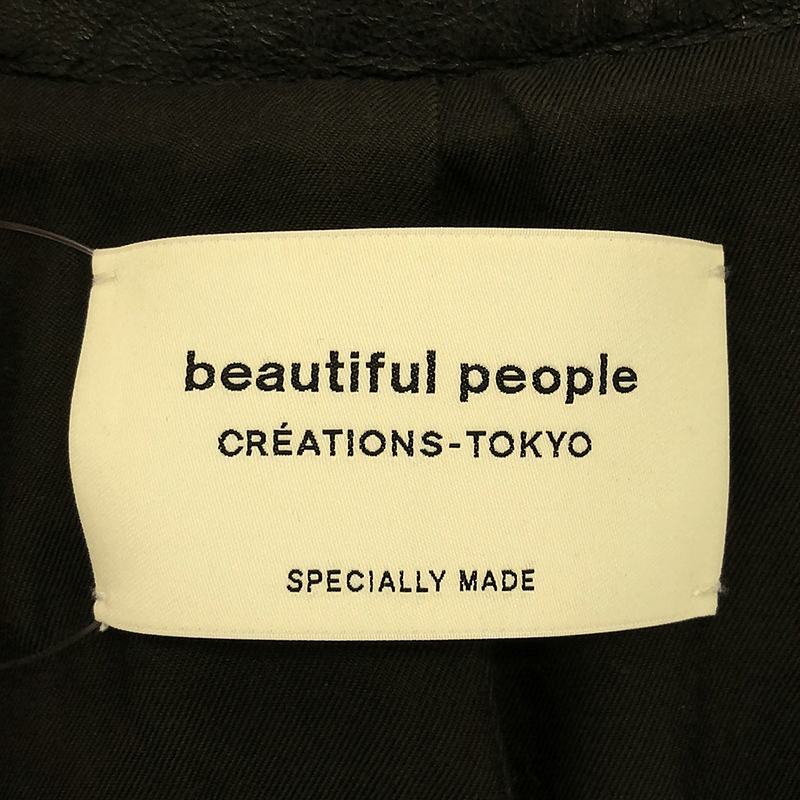 beautiful people
CRÉATIONS-TOKYO
SPECIALLY MADE